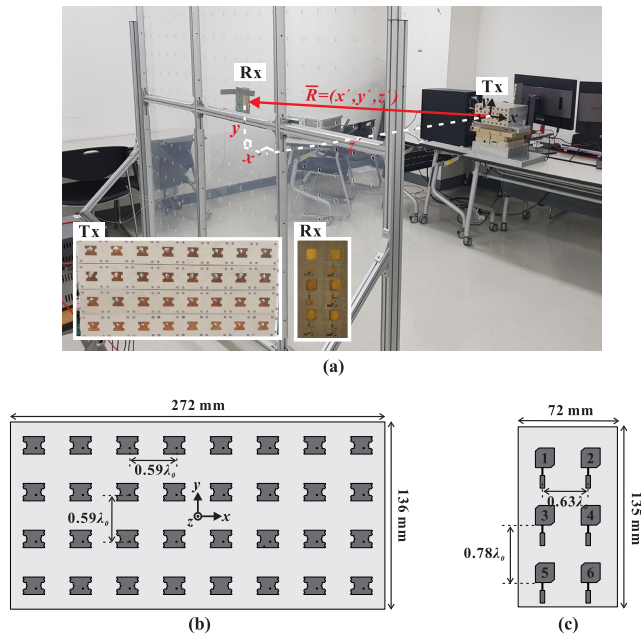 Rx
Tx
R=(x´,y´,z´)
x
y
z
x
Tx
Rx
(a)
272 mm
72 mm
0.59λ0
y
z
x
0.59λ0
136 mm
1
2
0.63λ
3
4
0.78λ0
5
6
135 mm
(b)
(c)